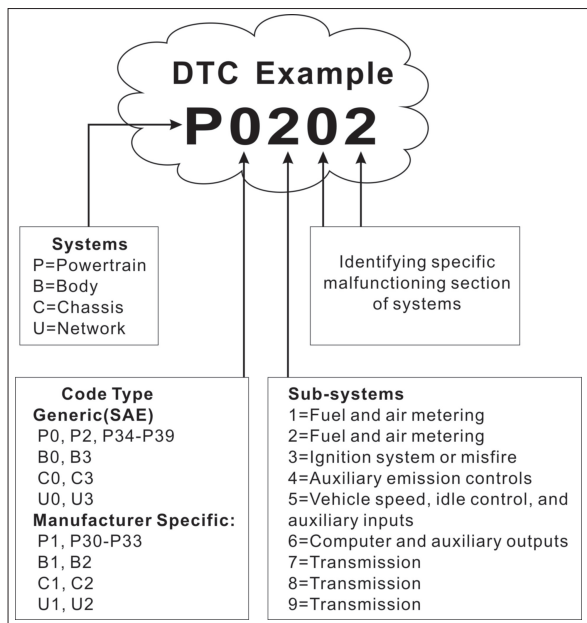 DTC Example
P0202
Systems
P=Powertrain
B=Body
C=Chassis
U=Network
Identifying specific
malfunctioning section
of systems
Code Type
Generic(SAE)
P0, P2, P34-P39
B0, B3
C0, C3
U0, U3
Manufacturer Specific:
P1, P30-P33
B1, B2
C1, C2
U1, U2
Sub-systems
1=Fuel and air metering
2=Fuel and air metering
3=Ignition system or misfire
4=Auxiliary emission controls
5=Vehicle speed, idle control, and
auxiliary inputs
6=Computer and auxiliary outputs
7=Transmission
8=Transmission
9=Transmission